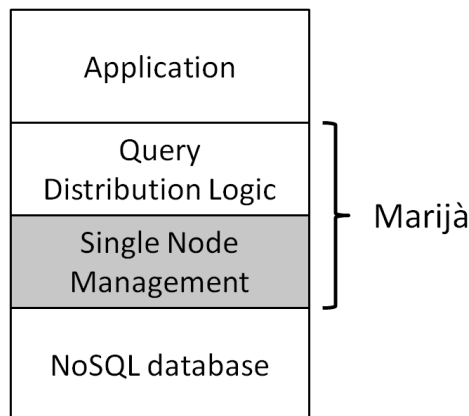 Application
Query
Distribution Logic
Single Node
Management
Marijà
NoSQL database